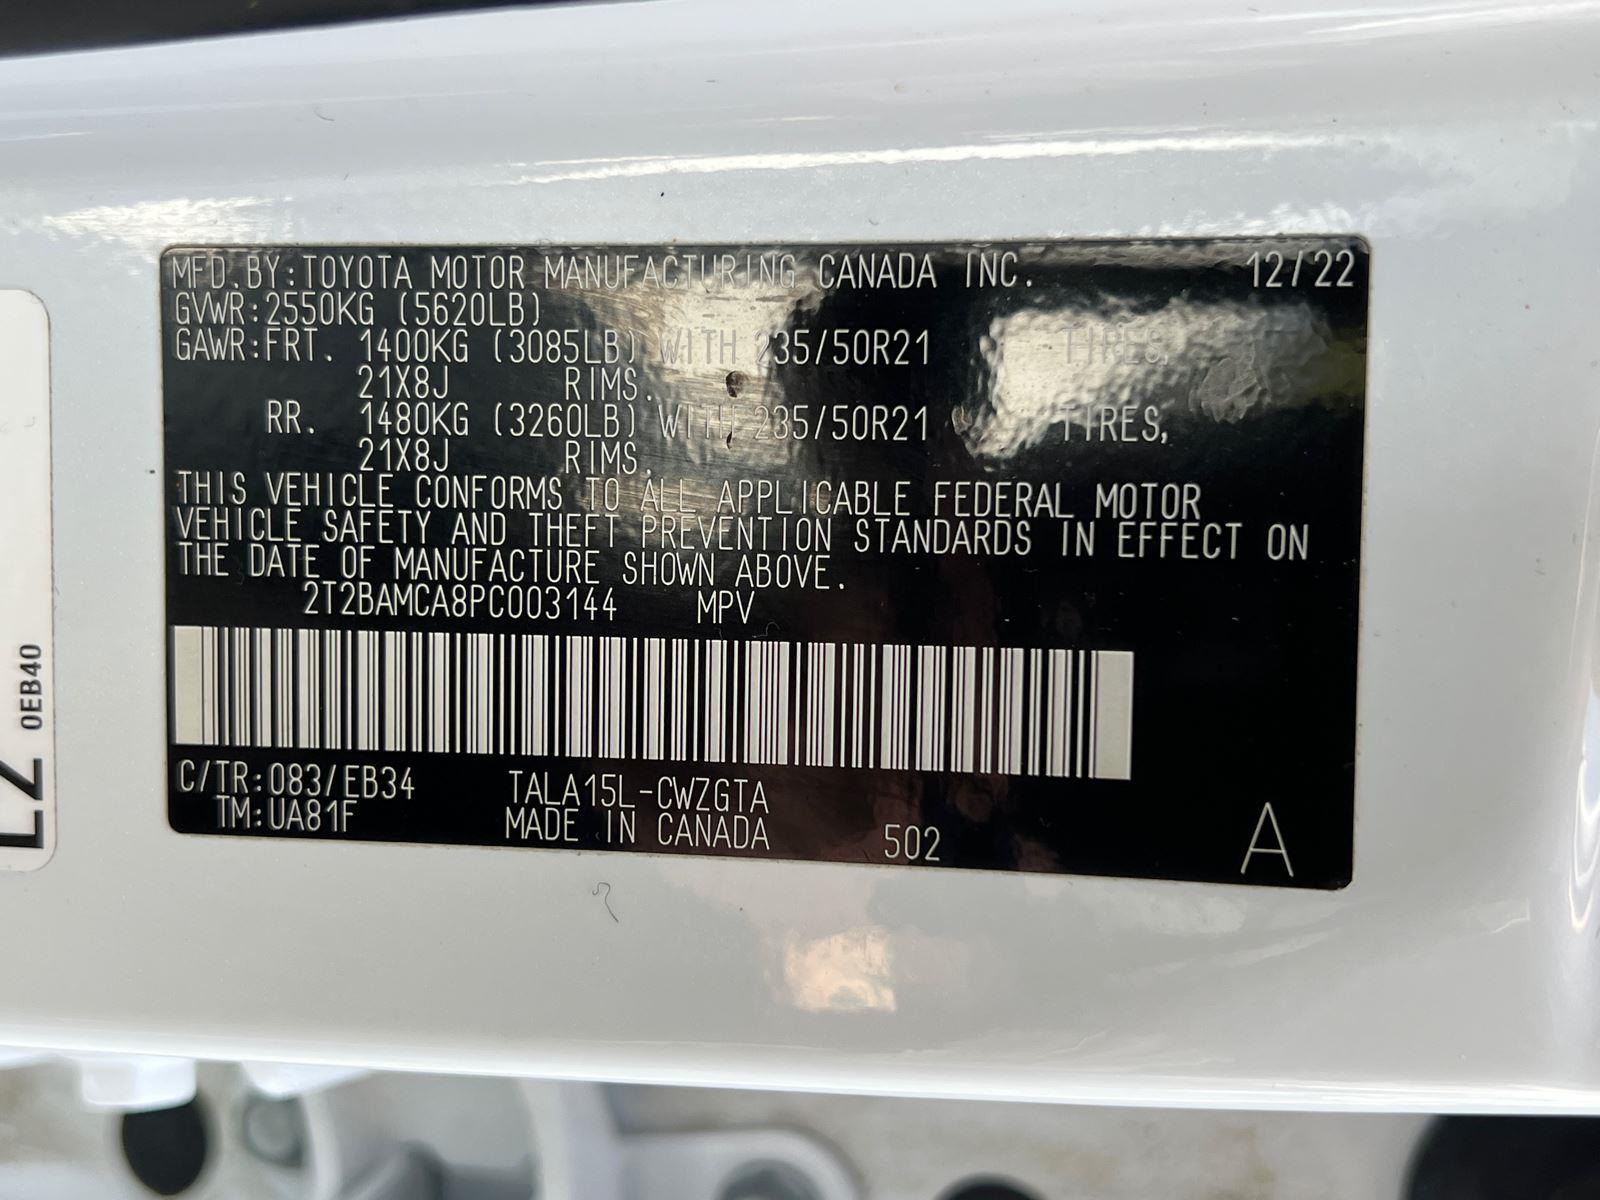 MFD. BY:TOYOTA MOTOR MANUFACTURING CANADA INC. 12/22
GVWR:2550KG (5620LB)
GAWR:FRT. 1400KG (3085LB) WITH 235/50R21 TIRES,
21X8J RIMS.
RR. 1480KG (3260LB) WITH 235/50R21 TIRES,
21X8J RIMS.
THIS VEHICLE CONFORMS TO ALL APPLICABLE FEDERAL MOTOR
VEHICLE SAFETY AND THEFT PREVENTION STANDARDS IN EFFECT ON
THE DATE OF MANUFACTURE SHOWN ABOVE.
2T2BAMCA8PC003144 MPV
C/TR:083/EB34 TALA15L-CWZGTA
TM:UA81F MADE IN CANADA 502 A
0EB40